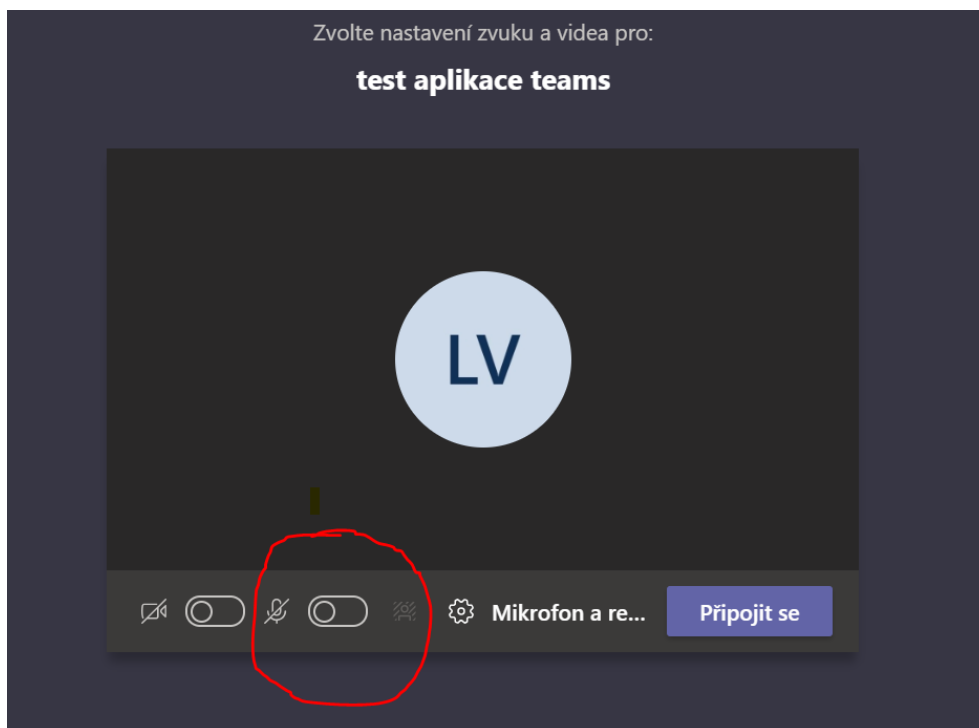 Zvolte nastavení zvuku a videa pro:
test aplikace teams
LV
Mikrofon a re...
Připojit se